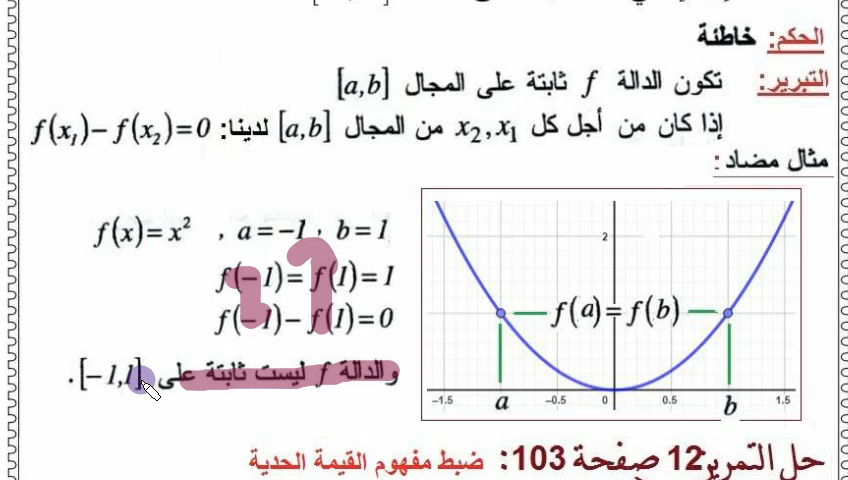 الحكم: خاطئة
التبرير: تكون الدالة f ثابتة على المجال [a,b]
إذا كان من أجل كل x₂,x₁ من المجال [a,b] لدينا: f(x₁)−f(x₂)=0
مثال مضاد:
f(x)=x² , a=−1, b=1
f(−1)=f(1)=1
f(−1)−f(1)=0
والدالة f ليست ثابتة على [−1,1].
2
f(a)=f(b)
−1.5 a −0.5 0 0.5 b 1.5
حل التمرير12 صفحة 103: ضبط مفهوم القيمة الحدية